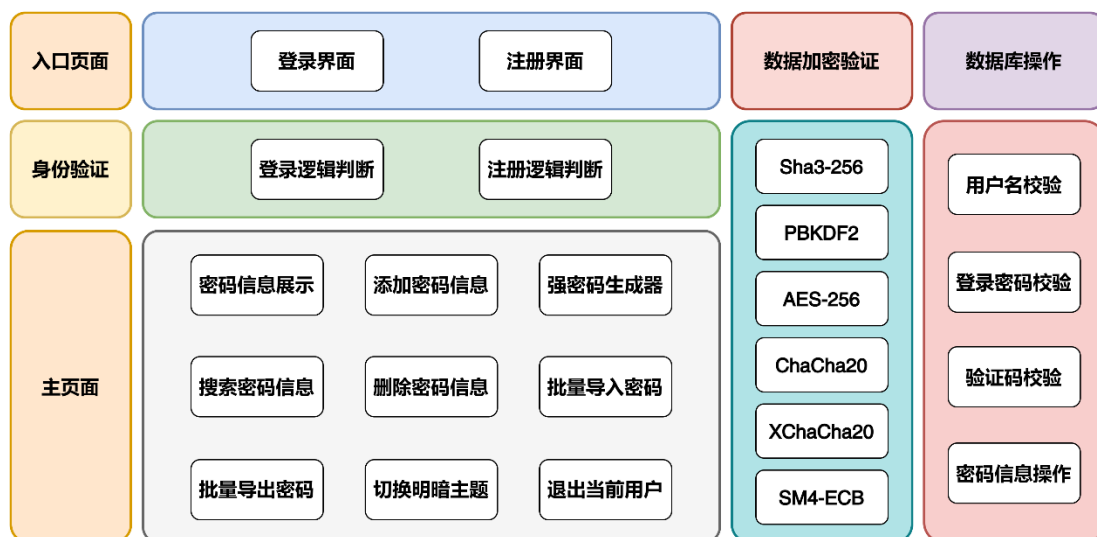 入口页面
登录界面
注册界面
数据加密验证
数据库操作
身份验证
登录逻辑判断
注册逻辑判断
主页面
密码信息展示
添加密码信息
强密码生成器
搜索密码信息
删除密码信息
批量导入密码
批量导出密码
切换明暗主题
退出当前用户
Sha3-256
PBKDF2
AES-256
ChaCha20
XChaCha20
SM4-ECB
用户名校验
登录密码校验
验证码校验
密码信息操作